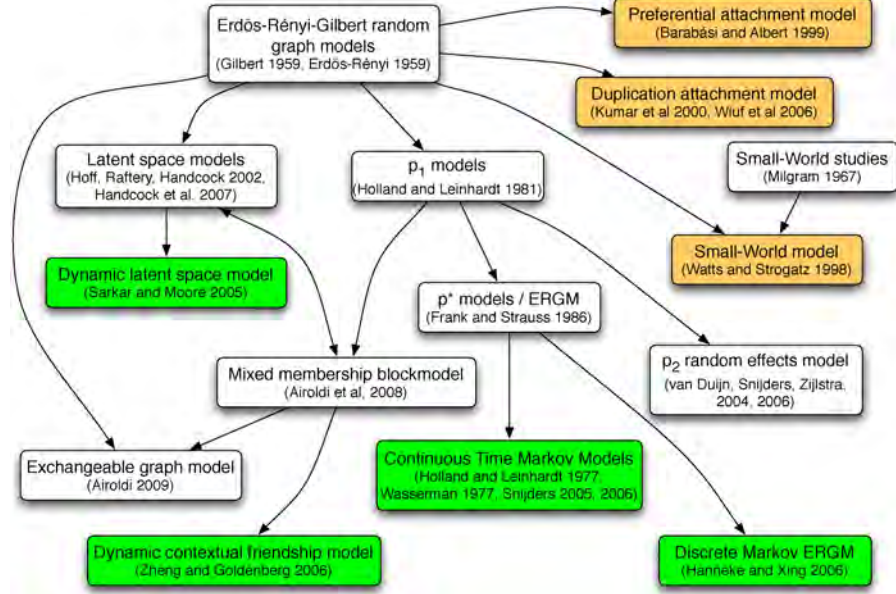 Erdös-Rényi-Gilbert random
graph models
(Gilbert 1959, Erdös-Rényi 1959)
Preferential attachment model
(Barabási and Albert 1999)
Duplication attachment model
(Kumar et al 2000, Wiuf et al 2006)
Latent space models
(Hoff, Raftery, Handcock 2002,
Handcock et al. 2007)
p1 models
(Holland and Leinhardt 1981)
Small-World studies
(Milgram 1967)
Dynamic latent space model
(Sarkar and Moore 2005)
Small-World model
(Watts and Strogatz 1998)
p* models / ERGM
(Frank and Strauss 1986)
Mixed membership blockmodel
(Airoldi et al, 2008)
p2 random effects model
(van Duijn, Snijders, Zijlstra,
2004, 2006)
Exchangeable graph model
(Airoldi 2009)
Continuous Time Markov Models
(Holland and Leinhardt 1977,
Wasserman 1977, Snijders 2005, 2006)
Dynamic contextual friendship model
(Zheng and Goldenberg 2006)
Discrete Markov ERGM
(Hanneke and Xing 2006)